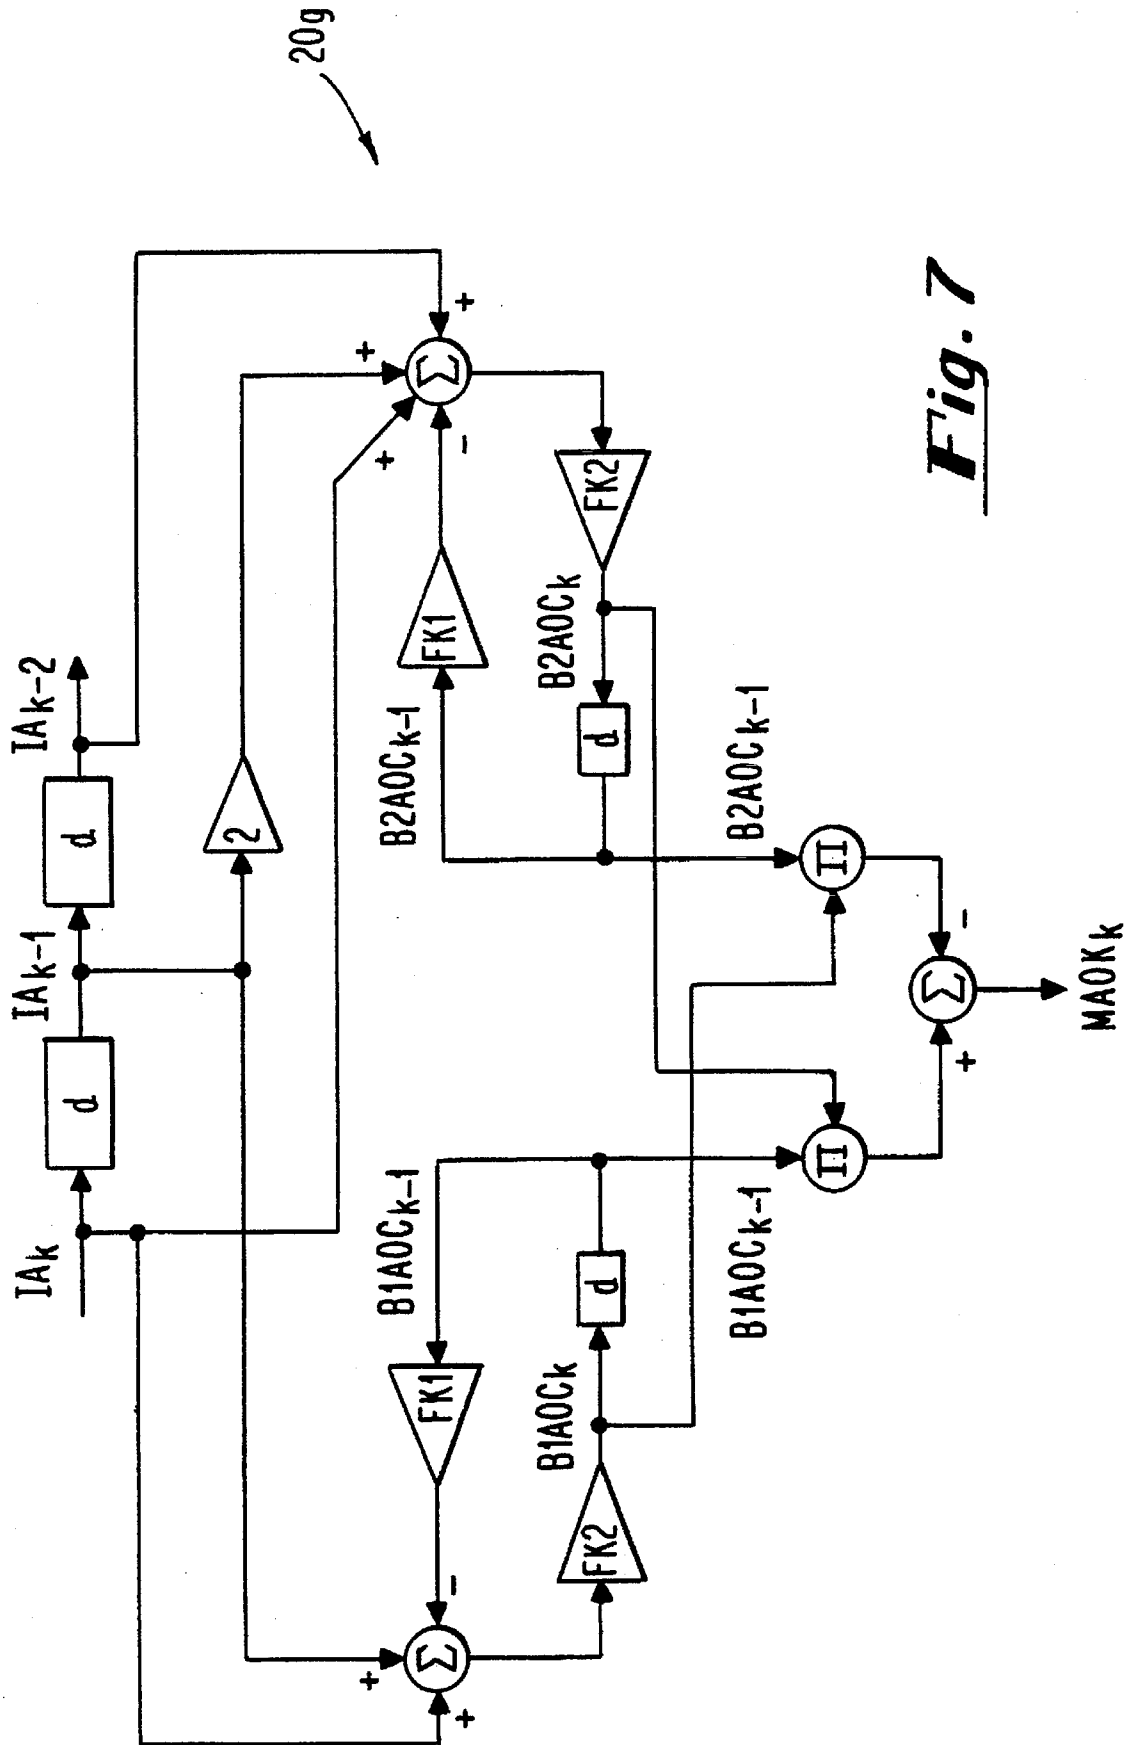 20g
IAk
IAk-1
IAk-2
d
d
2
+
+
-
Σ
FK1
B1AOCk-1
B2AOCk-1
FK1
-
Σ
+
+
+
FK2
B1AOCk
d
d
B2AOCk
FK2
B1AOCk-1
Π
Π
B2AOCk-1
+
Σ
-
MAOKk
Fig. 7